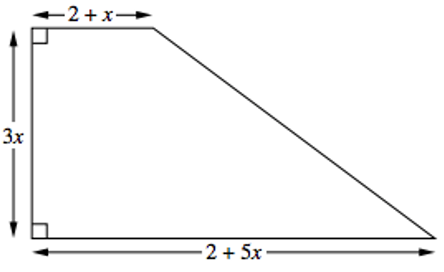 2 + x
3x
2 + 5x